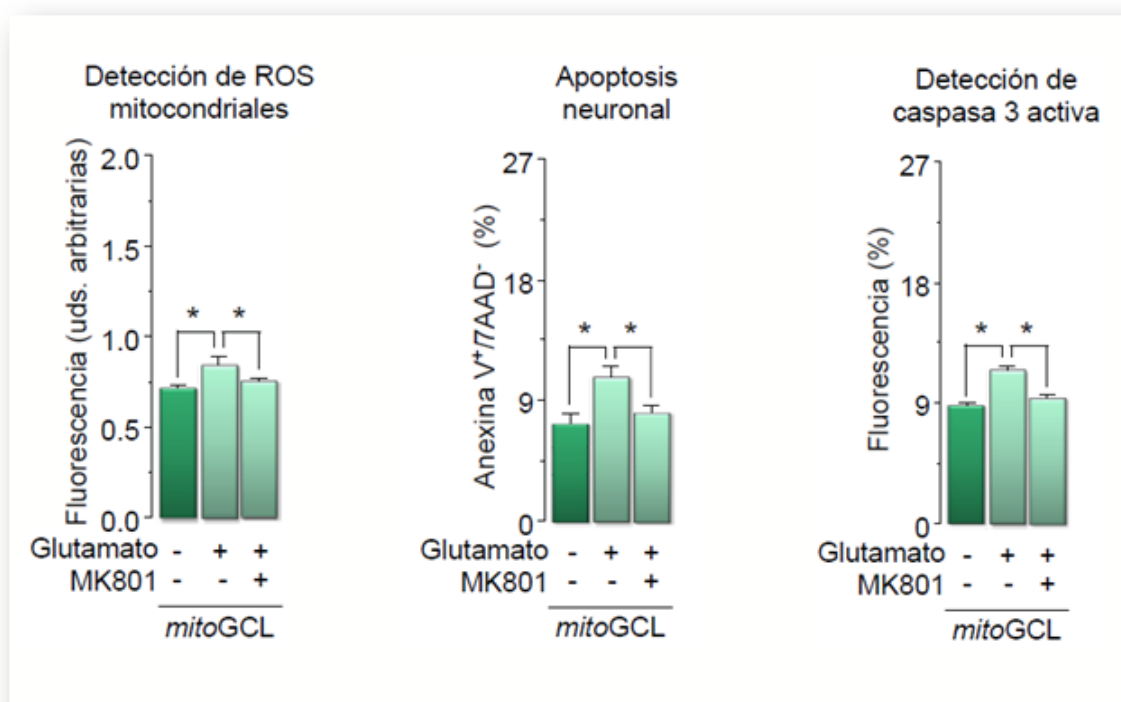 Detección de ROS
mitocondriales
Fluorescencia (uds. arbitrarias)
2.0
1.5
1.0
0.5
0.0
* *
Glutamato - + +
MK801 - - +
mitoGCL
Apoptosis
neuronal
Anexina V⁺/7AAD⁻ (%)
27
18
9
0
* *
Glutamato - + +
MK801 - - +
mitoGCL
Detección de
caspasa 3 activa
Fluorescencia (%)
27
18
9
0
* *
Glutamato - + +
MK801 - - +
mitoGCL